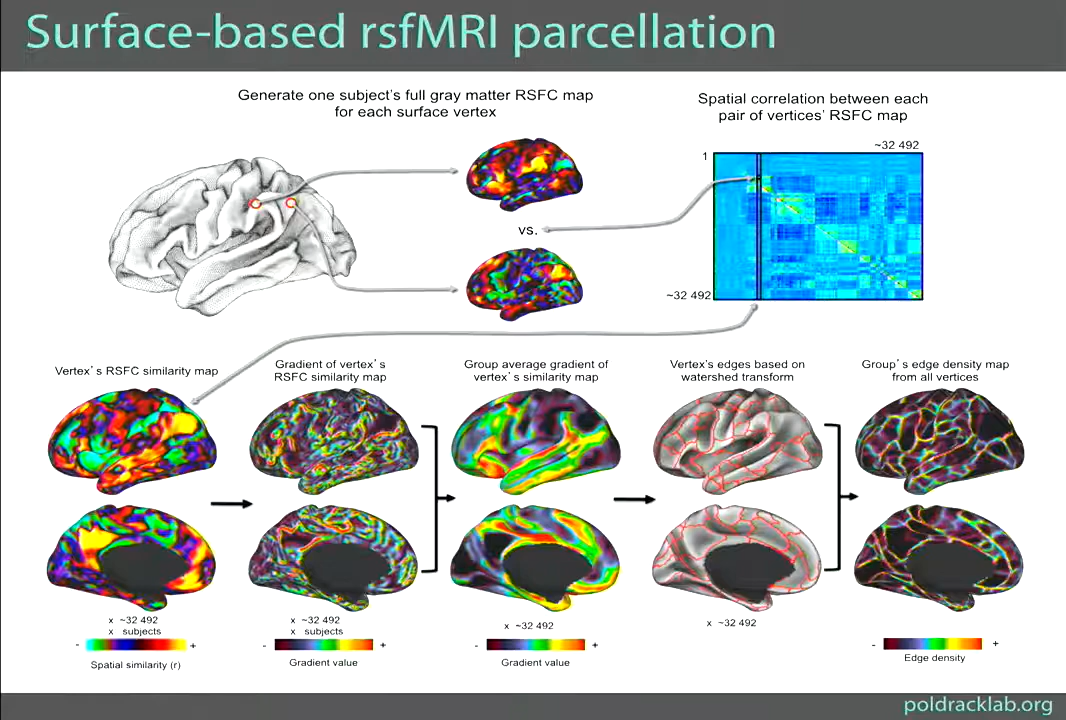 Surface-based rsfMRI parcellation
Generate one subject's full gray matter RSFC map
for each surface vertex
Spatial correlation between each
pair of vertices' RSFC map
~32 492
1
vs.
~32 492
Vertex's RSFC similarity map
Gradient of vertex's
RSFC similarity map
Group average gradient of
vertex's similarity map
Vertex's edges based on
watershed transform
Group's edge density map
from all vertices
x ~32 492
x subjects
- +
Spatial similarity (r)
x ~32 492
x subjects
- +
Gradient value
x ~32 492
- +
Gradient value
x ~32 492
- +
Edge density
poldracklab.org